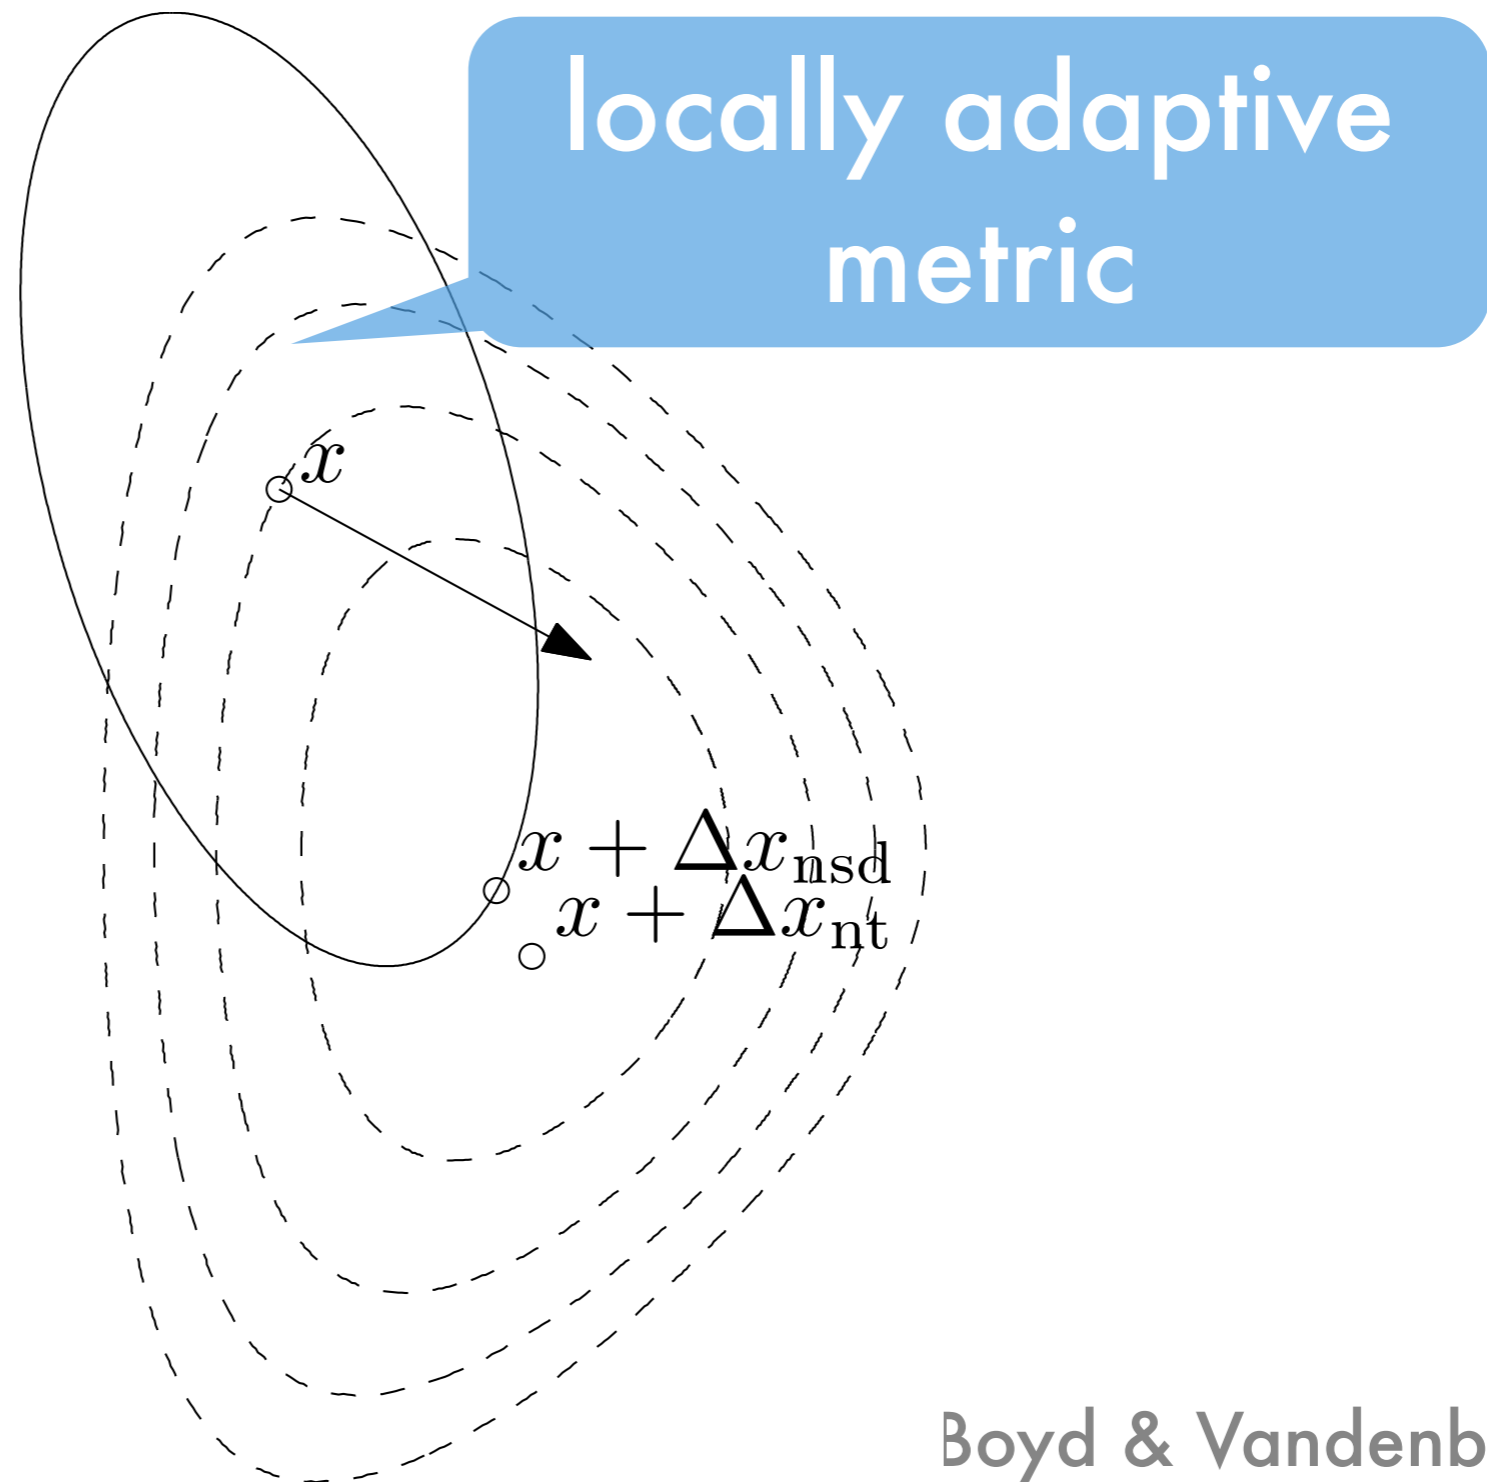 locally adaptive
metric
x
x + Δx_nsd
x + Δx_nt
Boyd & Vandenb